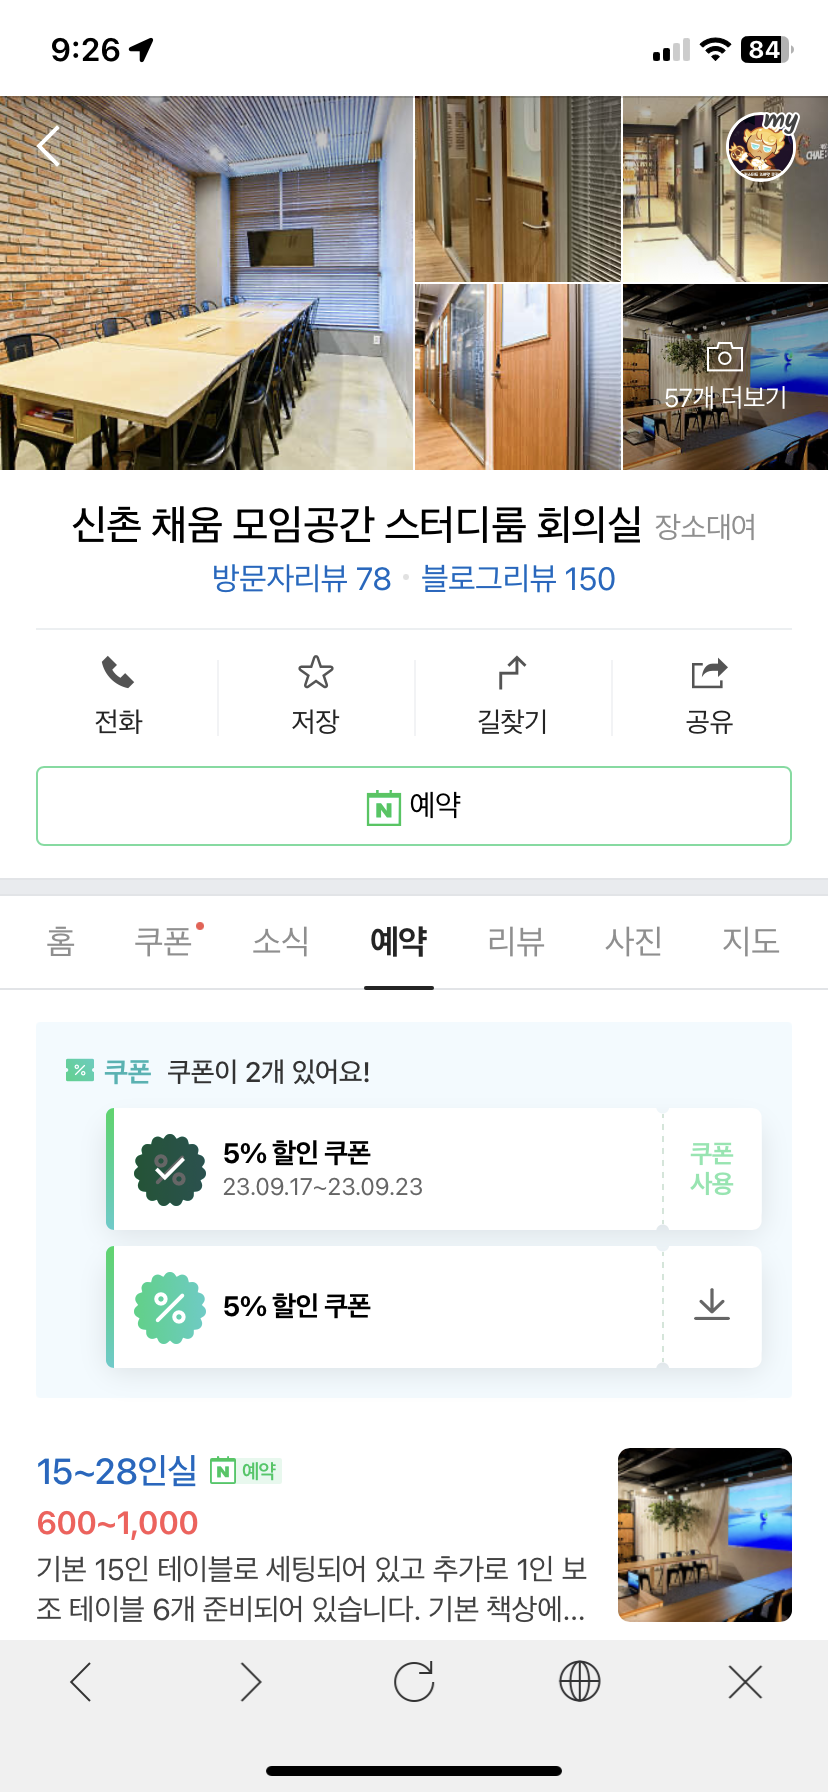 9:26
84
my
57개 더보기
신촌 채움 모임공간 스터디룸 회의실 장소대여
방문자리뷰 78 · 블로그리뷰 150
전화 저장 길찾기 공유
N 예약
홈 쿠폰 소식 예약 리뷰 사진 지도
% 쿠폰 쿠폰이 2개 있어요!
5% 할인 쿠폰
23.09.17~23.09.23
쿠폰
사용
% 5% 할인 쿠폰
15~28인실 N 예약
600~1,000
기본 15인 테이블로 세팅되어 있고 추가로 1인 보
조 테이블 6개 준비되어 있습니다. 기본 책상에...